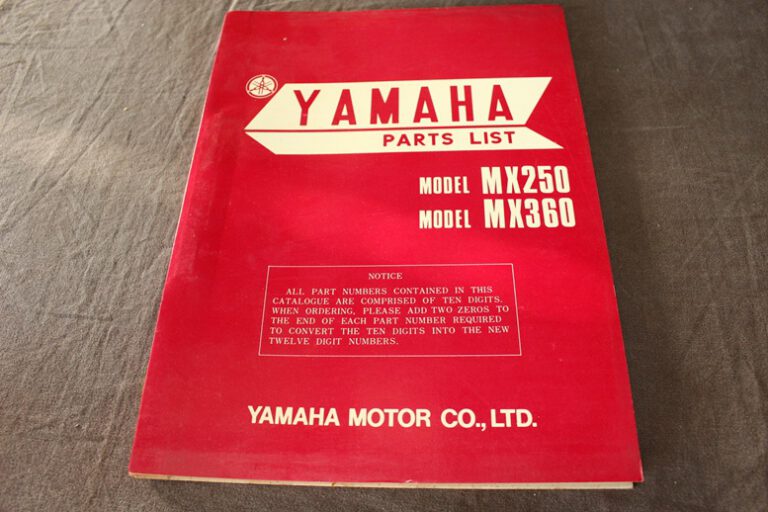 YAMAHA
PARTS LIST
MODEL MX250
MODEL MX360
NOTICE
ALL PART NUMBERS CONTAINED IN THIS
CATALOGUE ARE COMPRISED OF TEN DIGITS.
WHEN ORDERING, PLEASE ADD TWO ZEROS TO
THE END OF EACH PART NUMBER REQUIRED
TO CONVERT THE TEN DIGITS INTO THE NEW
TWELVE DIGIT NUMBERS.
YAMAHA MOTOR CO., LTD.